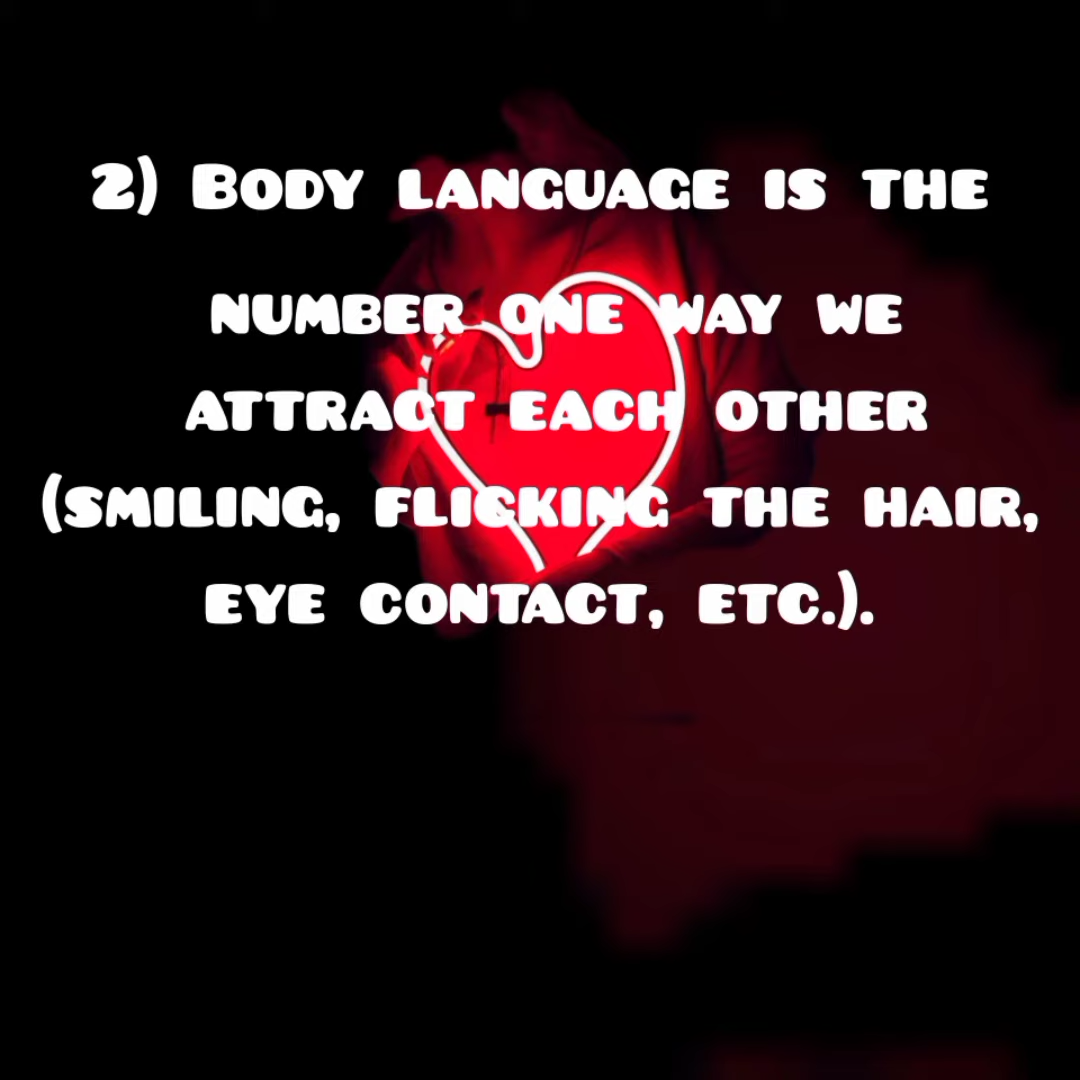 2) Body language is the
number one way we
attract each other
(smiling, flicking the hair,
eye contact, etc.).